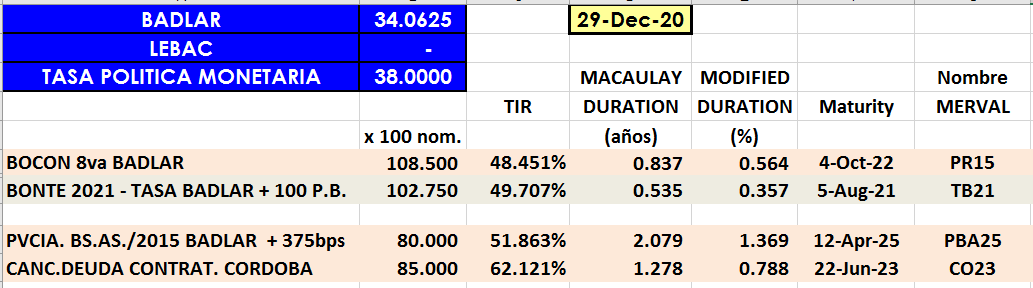 BADLAR 34.0625 29-Dec-20
LEBAC -
TASA POLITICA MONETARIA 38.0000 MACAULAY MODIFIED Nombre
TIR DURATION DURATION Maturity MERVAL
x 100 nom. (años) (%)
BOCON 8va BADLAR 108.500 48.451% 0.837 0.564 4-Oct-22 PR15
BONTE 2021 - TASA BADLAR + 100 P.B. 102.750 49.707% 0.535 0.357 5-Aug-21 TB21
PVCIA. BS.AS./2015 BADLAR + 375bps 80.000 51.863% 2.079 1.369 12-Apr-25 PBA25
CANC.DEUDA CONTRAT. CORDOBA 85.000 62.121% 1.278 0.788 22-Jun-23 CO23